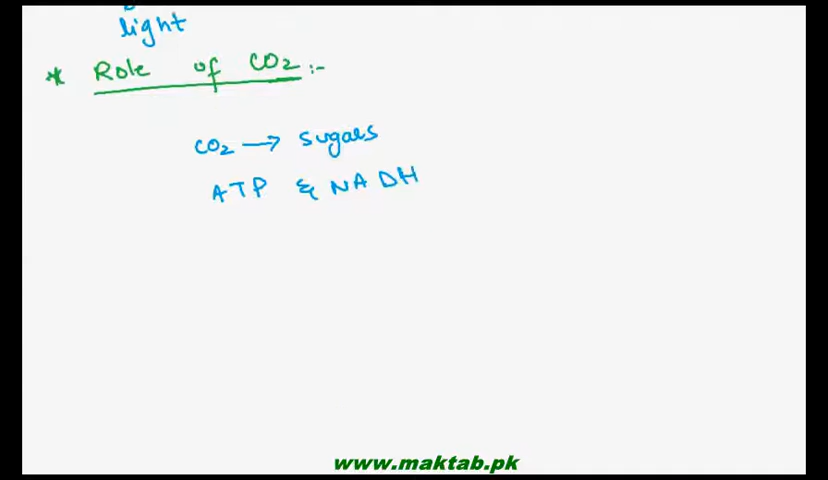 light
* Role of CO2 :-
CO2 → sugars
ATP & NADH
www.maktab.pk